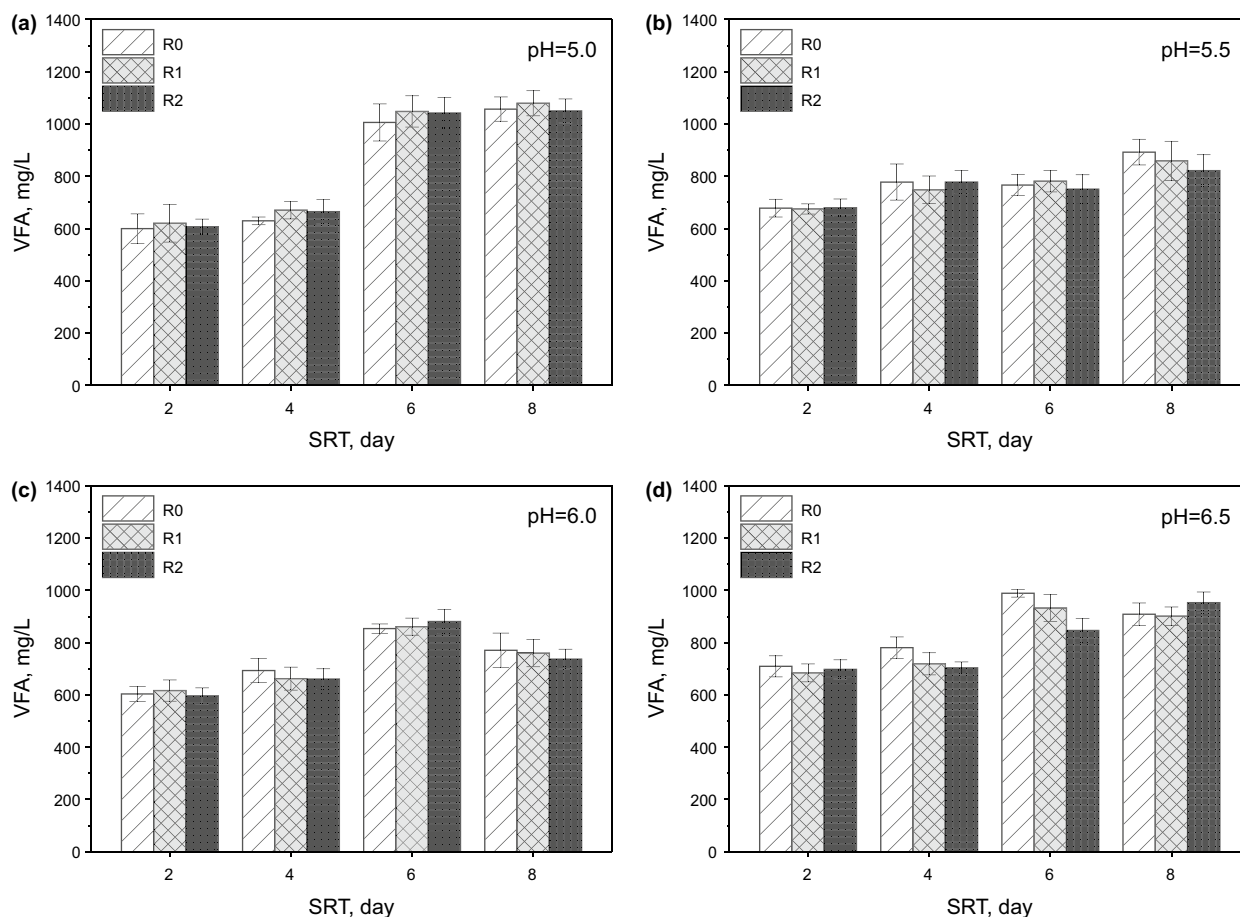 (a)
pH=5.0
R0
R1
R2
1400
1200
1000
800
600
400
200
0
VFA, mg/L
2 4 6 8
SRT, day
(b)
pH=5.5
R0
R1
R2
1400
1200
1000
800
600
400
200
0
VFA, mg/L
2 4 6 8
SRT, day
(c)
pH=6.0
R0
R1
R2
1400
1200
1000
800
600
400
200
0
VFA, mg/L
2 4 6 8
SRT, day
(d)
pH=6.5
R0
R1
R2
1400
1200
1000
800
600
400
200
0
VFA, mg/L
2 4 6 8
SRT, day